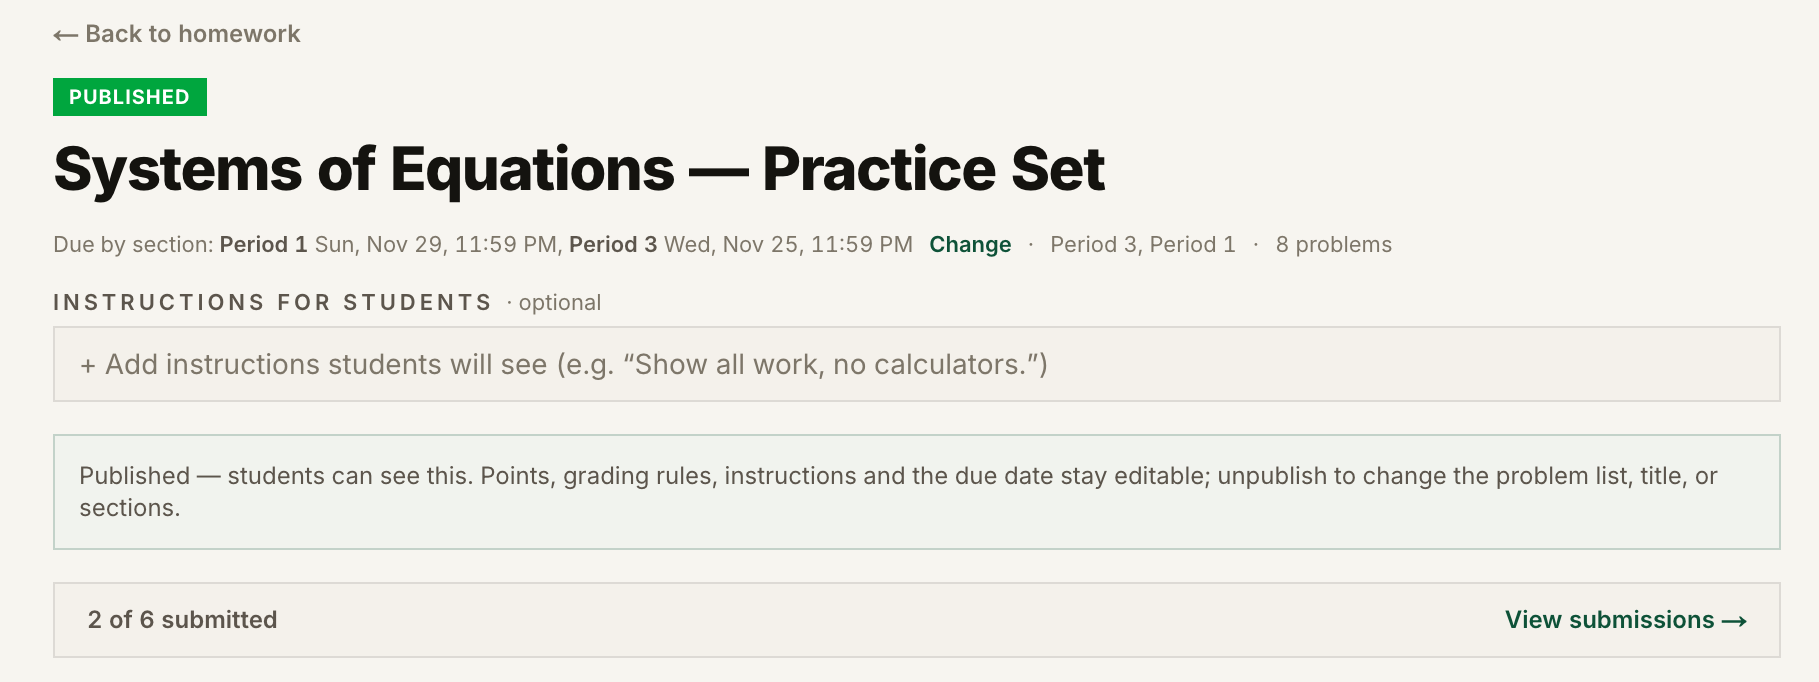 ← Back to homework
PUBLISHED
Systems of Equations — Practice Set
Due by section: Period 1 Sun, Nov 29, 11:59 PM, Period 3 Wed, Nov 25, 11:59 PM Change · Period 3, Period 1 · 8 problems
INSTRUCTIONS FOR STUDENTS · optional
+ Add instructions students will see (e.g. “Show all work, no calculators.”)
Published — students can see this. Points, grading rules, instructions and the due date stay editable; unpublish to change the problem list, title, or
sections.
2 of 6 submitted View submissions →